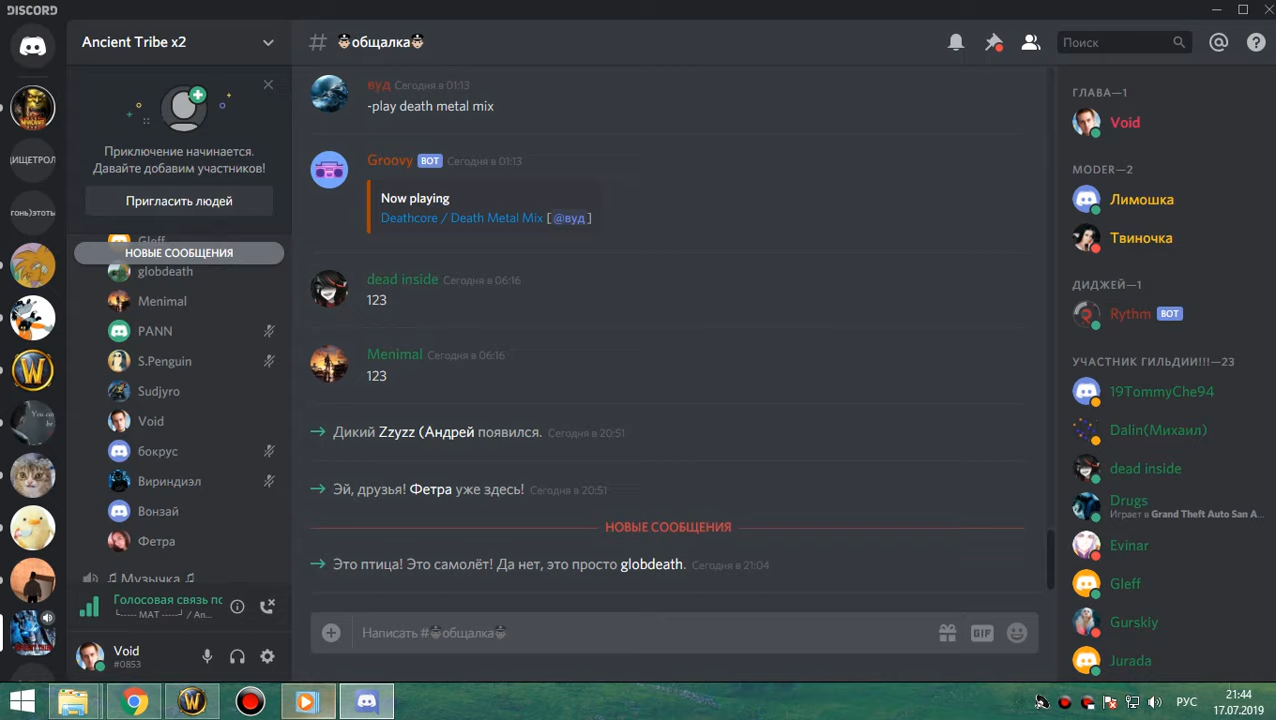 DISCORD
Ancient Tribe x2
Приключение начинается.
Давайте добавим участников!
Пригласить людей
Gleff
НОВЫЕ СООБЩЕНИЯ
globdeath
Menimal
PANN
S.Penguin
Sudjyro
Void
бокрус
Вириндиэл
Вонзай
Фетра
♫ Музычка ♫
Голосовая связь по
└----- МАТ -----┘ / An...
Void
#0853
# общалка
вуд Сегодня в 01:13
-play death metal mix
Groovy БОТ Сегодня в 01:13
Now playing
Deathcore / Death Metal Mix [@вуд]
dead inside Сегодня в 06:16
123
Menimal Сегодня в 06:16
123
Дикий Zzyzz (Андрей появился. Сегодня в 20:51
Эй, друзья! Фетра уже здесь! Сегодня в 20:51
НОВЫЕ СООБЩЕНИЯ
Это птица! Это самолёт! Да нет, это просто globdeath. Сегодня в 21:04
Написать #общалка
GIF
Поиск
ГЛАВА—1
Void
MODER—2
Лимошка
Твиночка
ДИДЖЕЙ—1
Rythm БОТ
УЧАСТНИК ГИЛЬДИИ!!!—23
19TommyChe94
Dalin(Михаил)
dead inside
Drugs
Играет в Grand Theft Auto San A...
Evinar
Gleff
Gurskiy
Jurada
РУС
21:44
17.07.2019